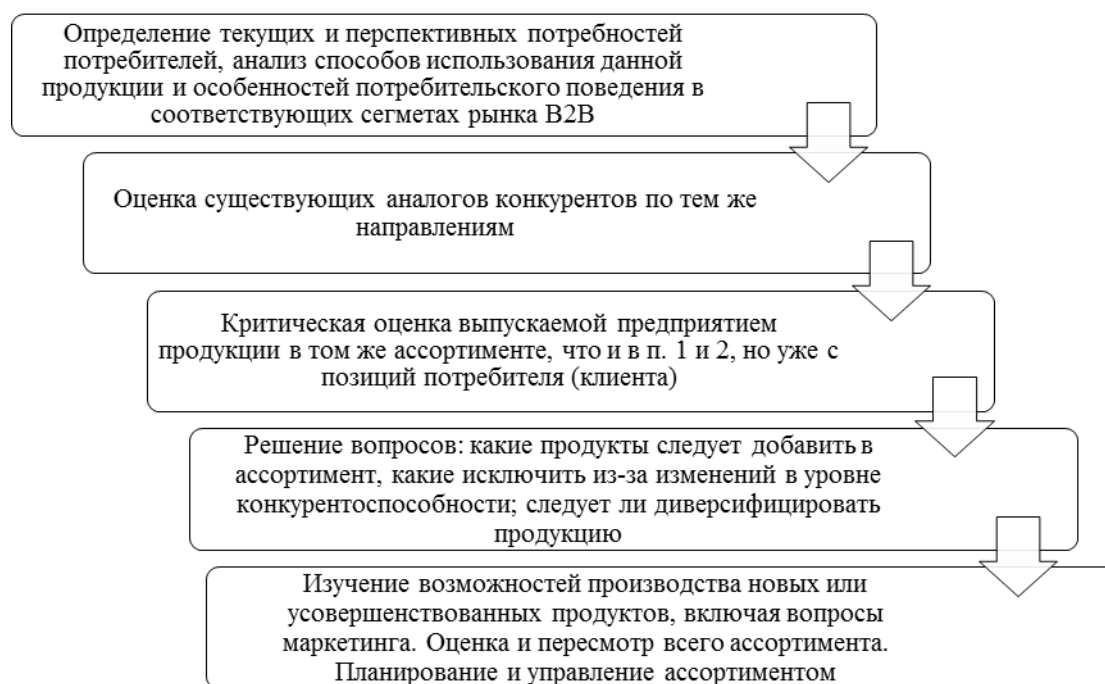 Определение текущих и перспективных потребностей
потребителей, анализ способов использования данной
продукции и особенностей потребительского поведения в
соответствующих сегметах рынка B2B
Оценка существующих аналогов конкурентов по тем же
направлениям
Критическая оценка выпускаемой предприятием
продукции в том же ассортименте, что и в п. 1 и 2, но уже с
позиций потребителя (клиента)
Решение вопросов: какие продукты следует добавить в
ассортимент, какие исключить из-за изменений в уровне
конкурентоспособности; следует ли диверсифицировать
продукцию
Изучение возможностей производства новых или
усовершенствованных продуктов, включая вопросы
маркетинга. Оценка и пересмотр всего ассортимента.
Планирование и управление ассортиментом